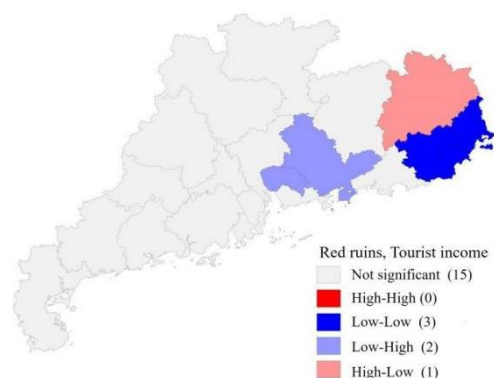 Red ruins, Tourist income
Not significant (15)
High-High (0)
Low-Low (3)
Low-High (2)
High-Low (1)